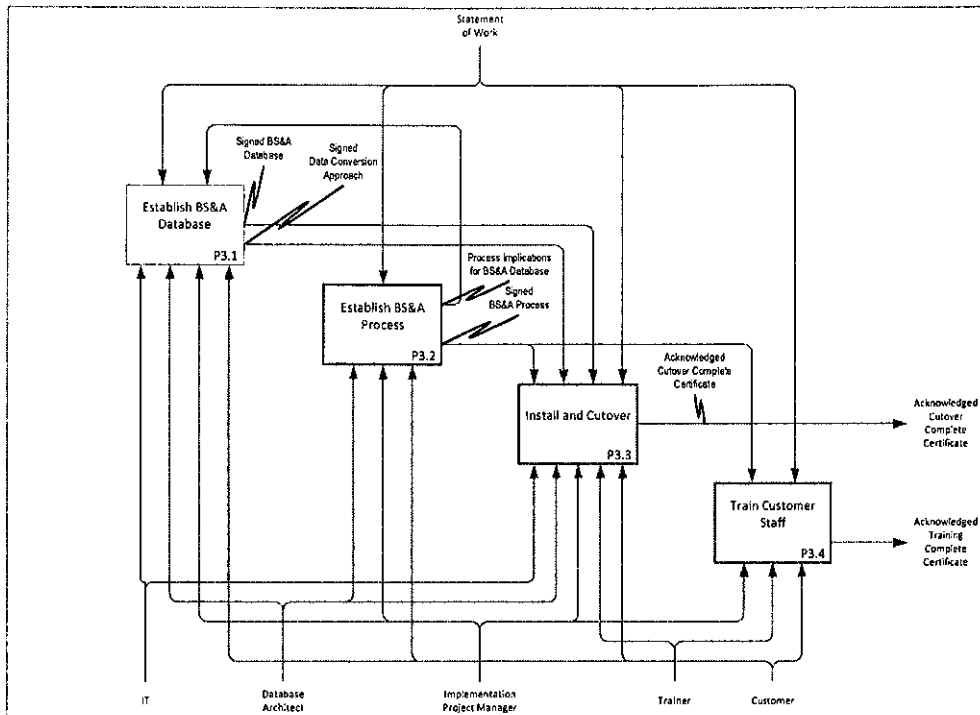 Statement
of Work
Signed BS&A
Database
Signed
Data Conversion
Approach
Establish BS&A
Database
P3.1
Process Implications
for BS&A Database
Signed
BS&A Process
Establish BS&A
Process
P3.2
Acknowledged
Cutover Complete
Certificate
Install and Cutover
P3.3
Acknowledged
Cutover
Complete
Certificate
Train Customer
Staff
P3.4
Acknowledged
Training
Complete
Certificate
IT
Database
Architect
Implementation
Project Manager
Trainer
Customer